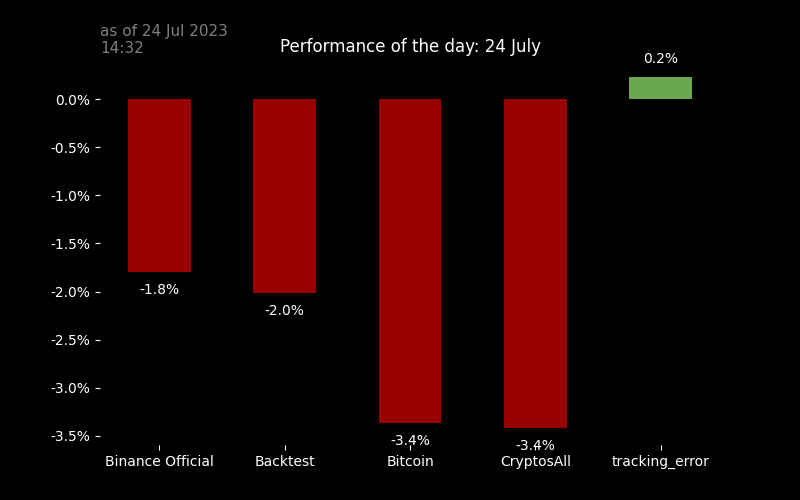 as of 24 Jul 2023
14:32
Performance of the day: 24 July
0.2%
0.0%
-0.5%
-1.0%
-1.5%
-2.0%
-2.5%
-3.0%
-3.5%
-1.8%
-2.0%
-3.4%
-3.4%
Binance Official
Backtest
Bitcoin
CryptosAll
tracking_error